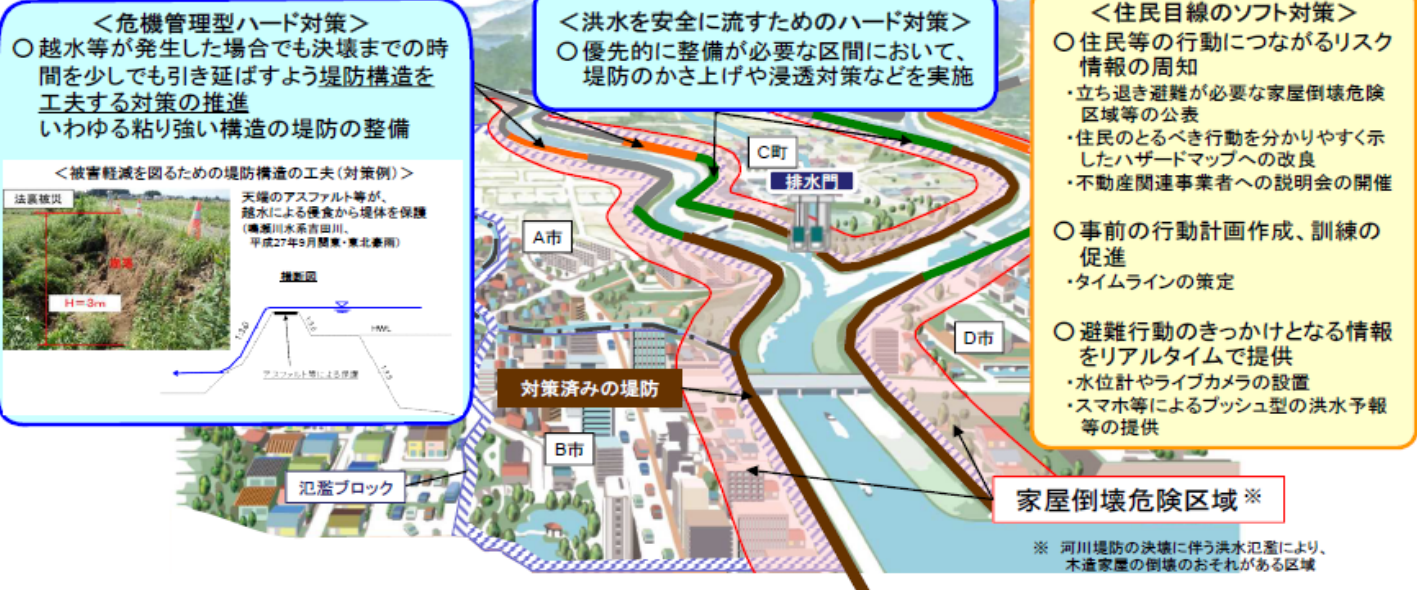 ＜危機管理型ハード対策＞
○越水等が発生した場合でも決壊までの時
間を少しでも引き延ばすよう堤防構造を
工夫する対策の推進
いわゆる粘り強い構造の堤防の整備
＜被害軽減を図るための堤防構造の工夫(対策例)＞
法裏被災
崩落
H=3m
天端のアスファルト等が、
越水による侵食から堤体を保護
(鳴瀬川水系吉田川、
平成27年9月関東・東北豪雨)
横断図
HWL
アスファルト等による保護
＜洪水を安全に流すためのハード対策＞
○優先的に整備が必要な区間において、
堤防のかさ上げや浸透対策などを実施
C町
排水門
A市
D市
対策済みの堤防
B市
氾濫ブロック
家屋倒壊危険区域※
※ 河川堤防の決壊に伴う洪水氾濫により、
木造家屋の倒壊のおそれがある区域
＜住民目線のソフト対策＞
○住民等の行動につながるリスク
情報の周知
・立ち退き避難が必要な家屋倒壊危険
区域等の公表
・住民のとるべき行動を分かりやすく示
したハザードマップへの改良
・不動産関連事業者への説明会の開催
○事前の行動計画作成、訓練の
促進
・タイムラインの策定
○避難行動のきっかけとなる情報
をリアルタイムで提供
・水位計やライブカメラの設置
・スマホ等によるプッシュ型の洪水予報
等の提供